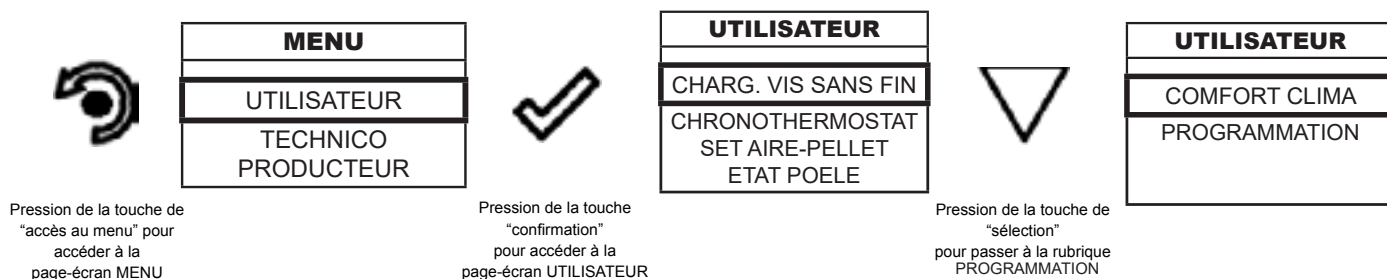 MENU
UTILISATEUR
TECHNICO
PRODUCTEUR
UTILISATEUR
CHARG. VIS SANS FIN
CHRONOTHERMOSTAT
SET AIRE-PELLET
ETAT POELE
UTILISATEUR
COMFORT CLIMA
PROGRAMMATION
Pression de la touche de
“accès au menu” pour
accéder à la
page-écran MENU
Pression de la touche
“confirmation”
pour accéder à la
page-écran UTILISATEUR
Pression de la touche de
“sélection”
pour passer à la rubrique
PROGRAMMATION